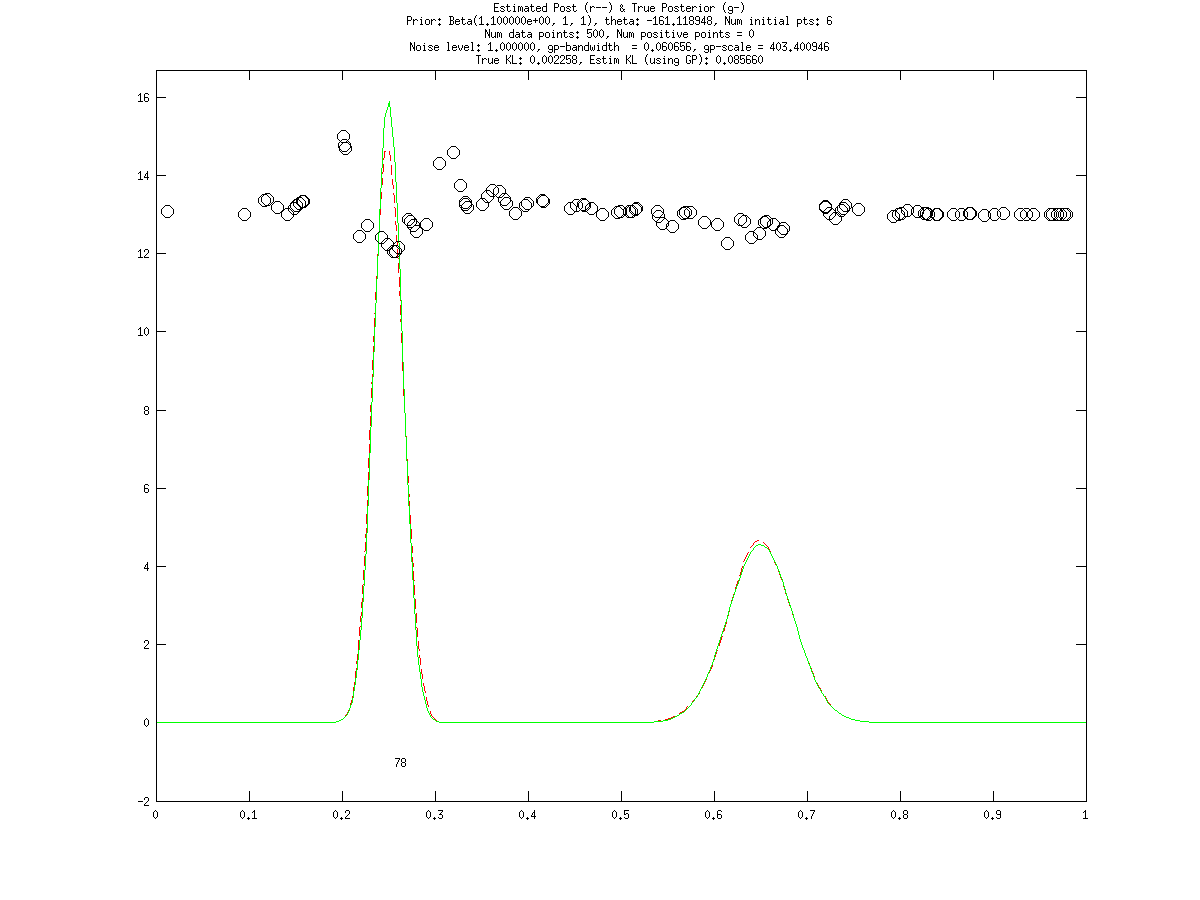 Estimated Post (r--) & True Posterior (g-)
Prior: Beta(1.100000e+00, 1, 1), theta: -161.118948, Num initial pts: 6
Num data points: 500, Num positive points = 0
Noise level: 1.000000, gp-bandwidth  = 0.060656, gp-scale = 403.400946
True KL: 0.002258, Estim KL (using GP): 0.085660
16
14
12
10
8
6
4
2
0
78
-2
0 0.1 0.2 0.3 0.4 0.5 0.6 0.7 0.8 0.9 1